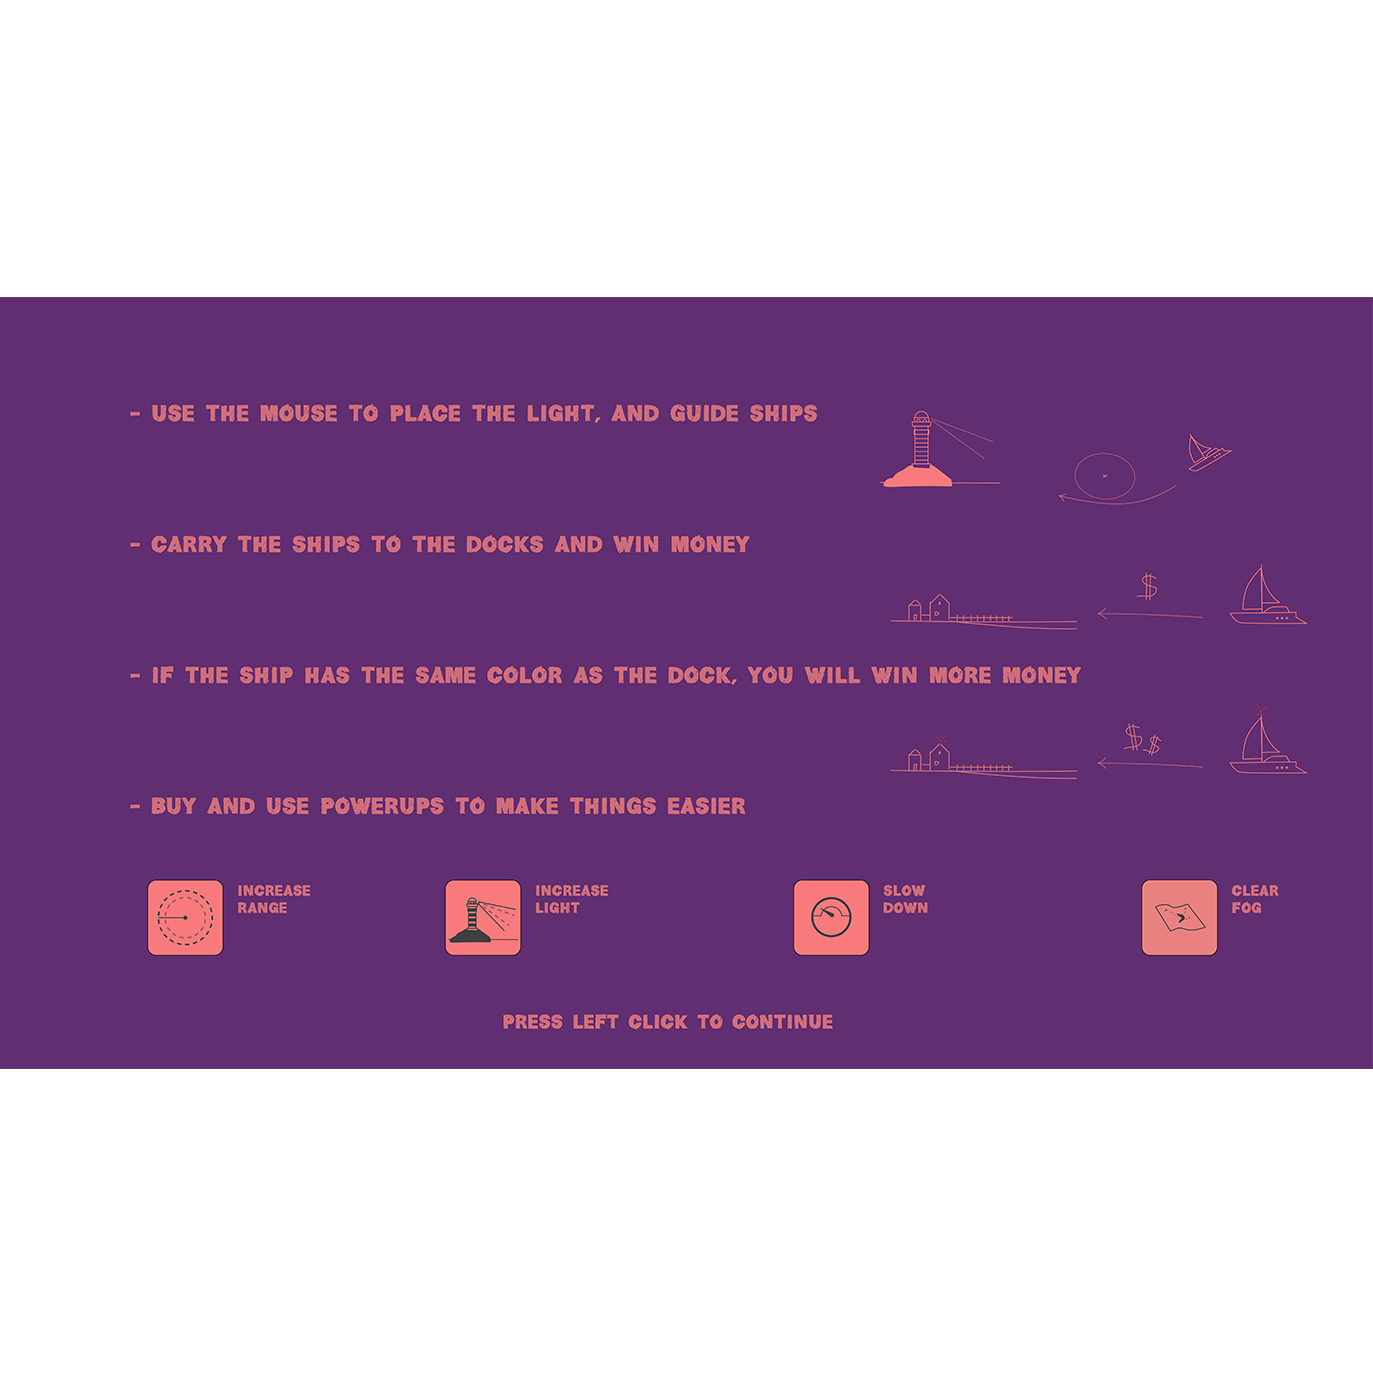 - USE THE MOUSE TO PLACE THE LIGHT, AND GUIDE SHIPS
- CARRY THE SHIPS TO THE DOCKS AND WIN MONEY
$
- IF THE SHIP HAS THE SAME COLOR AS THE DOCK, YOU WILL WIN MORE MONEY
$$
- BUY AND USE POWERUPS TO MAKE THINGS EASIER
INCREASE
RANGE
INCREASE
LIGHT
SLOW
DOWN
CLEAR
FOG
PRESS LEFT CLICK TO CONTINUE